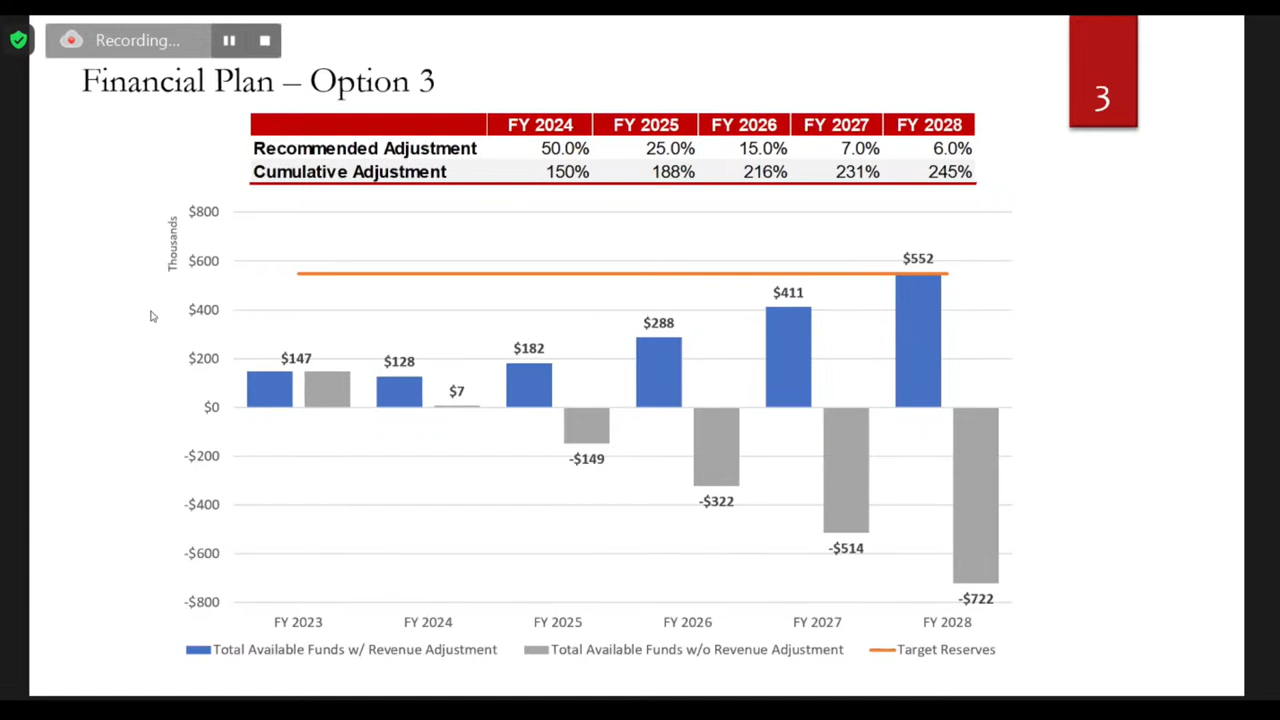 Recording...
Financial Plan – Option 3
3
FY 2024 FY 2025 FY 2026 FY 2027 FY 2028
Recommended Adjustment 50.0% 25.0% 15.0% 7.0% 6.0%
Cumulative Adjustment 150% 188% 216% 231% 245%
Thousands
$800
$600
$400
$200
$0
-$200
-$400
-$600
-$800
$147
$128
$7
$182
-$149
$288
-$322
$411
-$514
$552
-$722
FY 2023 FY 2024 FY 2025 FY 2026 FY 2027 FY 2028
Total Available Funds w/ Revenue Adjustment Total Available Funds w/o Revenue Adjustment Target Reserves